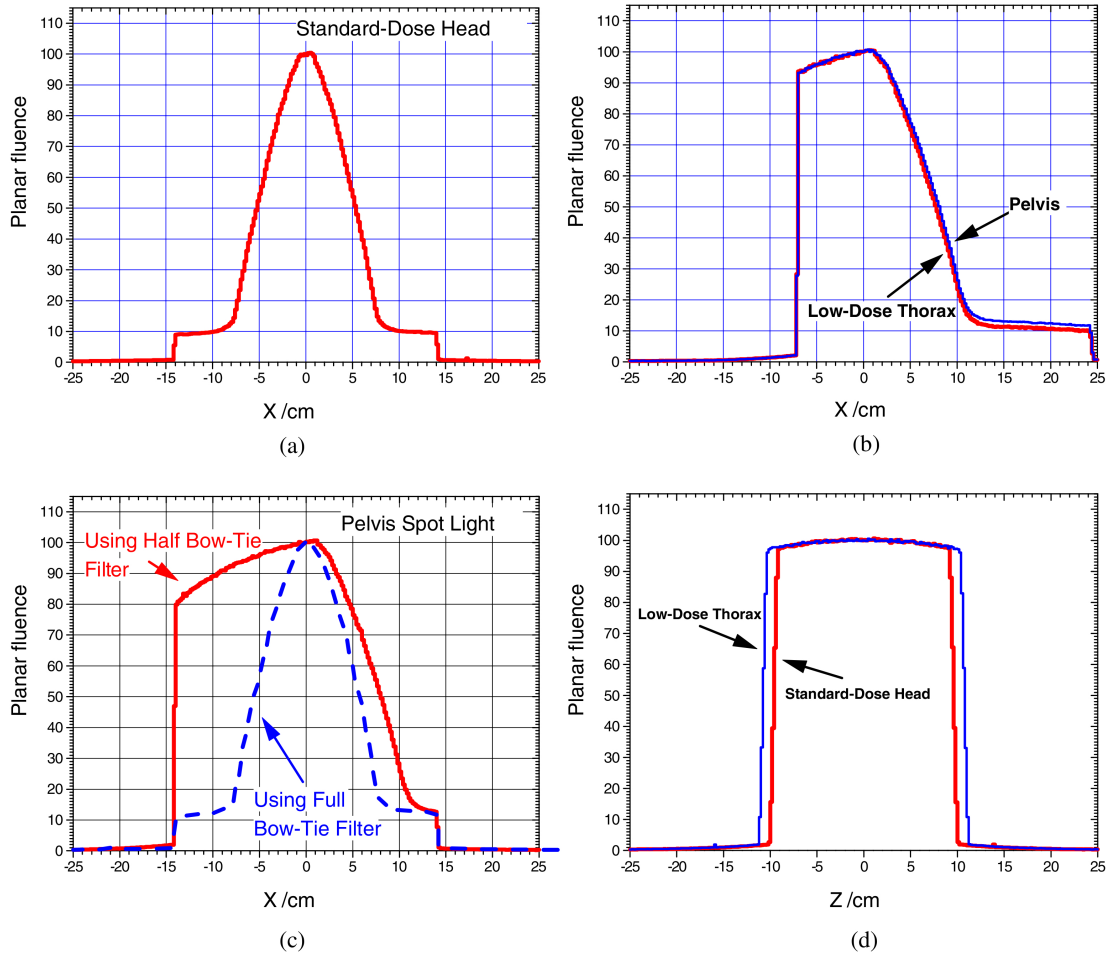 Standard-Dose Head
Planar fluence
110
100
90
80
70
60
50
40
30
20
10
0
-25 -20 -15 -10 -5 0 5 10 15 20 25
X /cm
(a)
Planar fluence
110
100
90
80
70
60
50
40
30
20
10
0
Pelvis
Low-Dose Thorax
-25 -20 -15 -10 -5 0 5 10 15 20 25
X /cm
(b)
Planar fluence
110
100
90
80
70
60
50
40
30
20
10
0
Pelvis Spot Light
Using Half Bow-Tie
Filter
Using Full
Bow-Tie Filter
-25 -20 -15 -10 -5 0 5 10 15 20 25
X /cm
(c)
Planar fluence
110
100
90
80
70
60
50
40
30
20
10
0
Low-Dose Thorax
Standard-Dose Head
-25 -20 -15 -10 -5 0 5 10 15 20 25
Z /cm
(d)